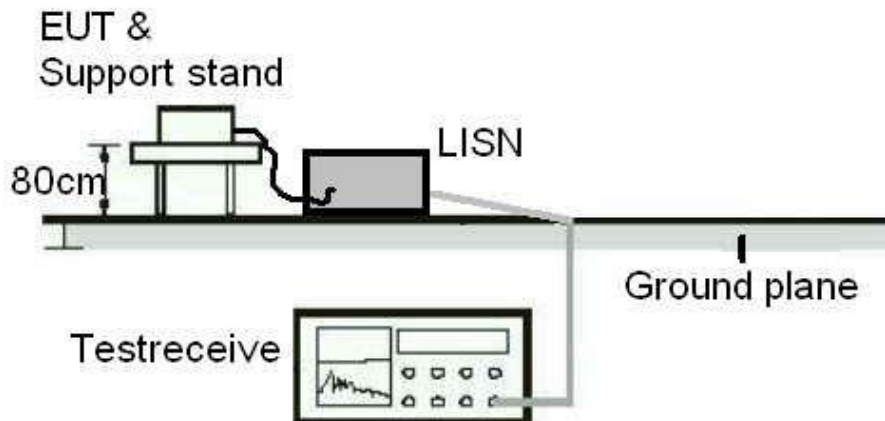 EUT &
Support stand
LISN
80cm
Ground plane
Testreceive